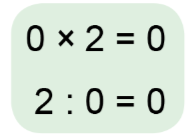 0 × 2 = 0
2 : 0 = 0